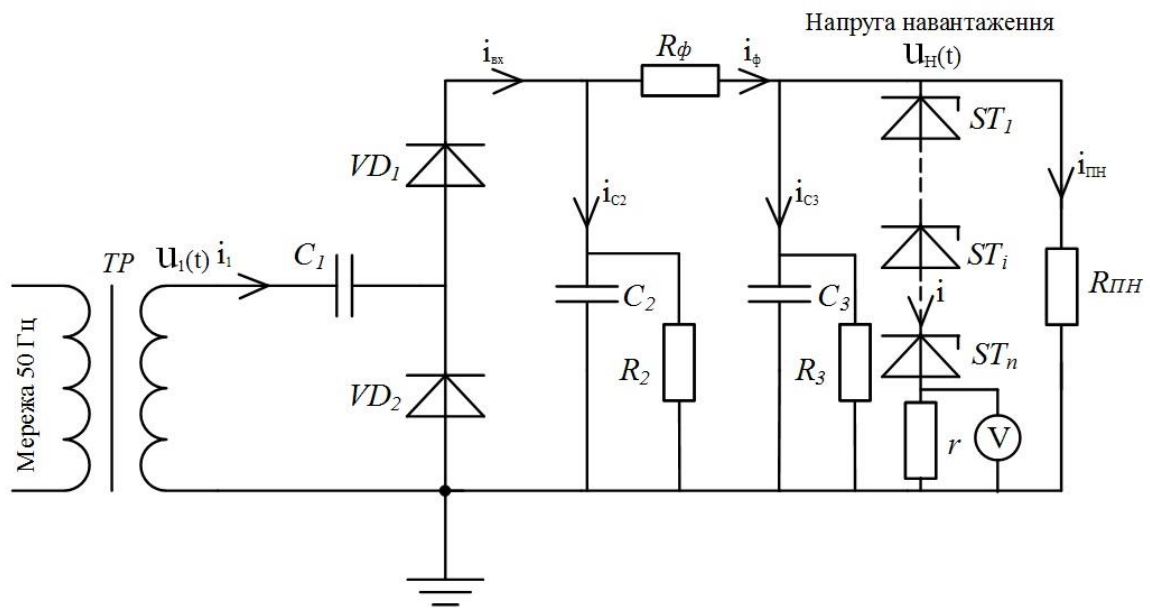 Напруга навантаження
uн(t)
iвх
Rф
iф
ST1
VD1
iC2
iC3
iПН
ТР
u1(t) i1
C1
STi
C2
C3
RПН
i
Мережа 50 Гц
VD2
R2
R3
STn
r
V